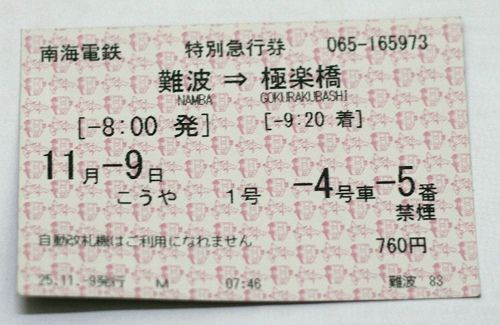 南海電鉄 特別急行券 065-165973
難波 ⇒ 極楽橋
NAMBA GOKURAKUBASHI
[-8:00 発] [-9:20 着]
11月-9日 -4号車-5番
こうや 1号 禁煙
自動改札機はご利用になれません 760円
25.11.-9発行 M 07:46 難波 83